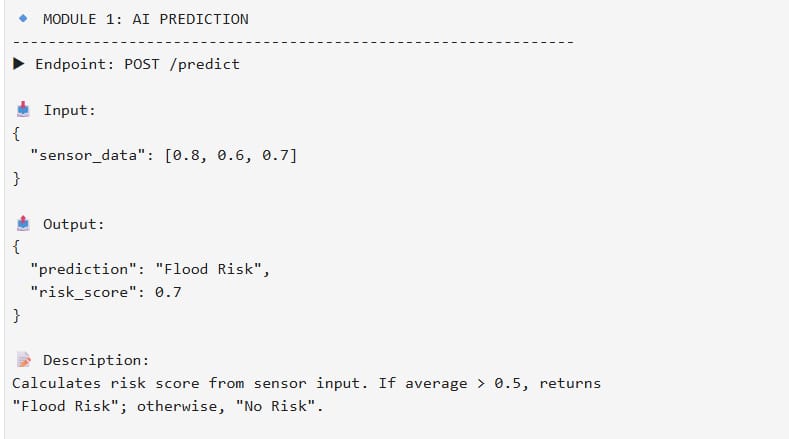 🔹 MODULE 1: AI PREDICTION
---------------------------------------------------------------
▶ Endpoint: POST /predict
📥 Input:
{
  "sensor_data": [0.8, 0.6, 0.7]
}
📤 Output:
{
  "prediction": "Flood Risk",
  "risk_score": 0.7
}
📝 Description:
Calculates risk score from sensor input. If average > 0.5, returns
"Flood Risk"; otherwise, "No Risk".